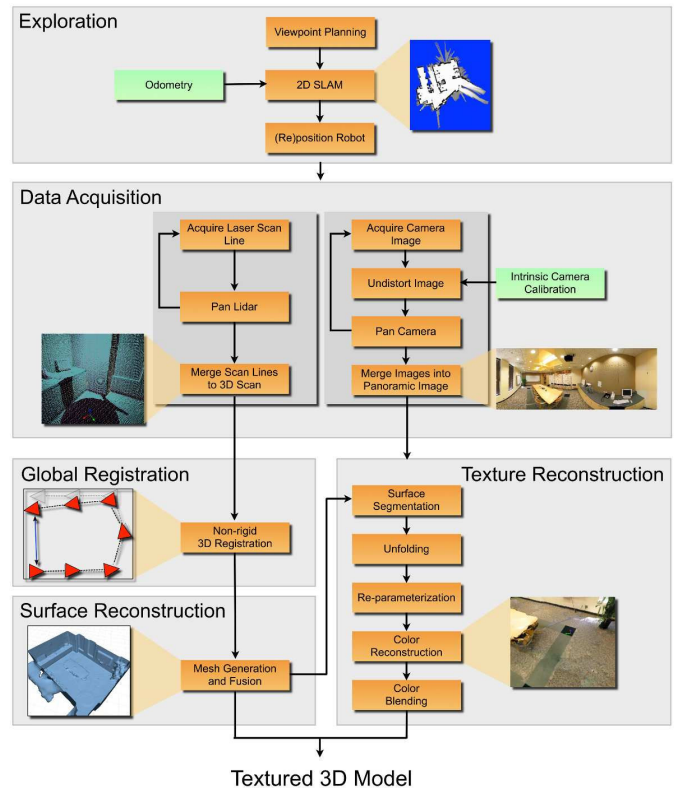 Exploration
Viewpoint Planning
Odometry
2D SLAM
(Re)position Robot
Data Acquisition
Acquire Laser Scan
Line
Pan Lidar
Merge Scan Lines
to 3D Scan
Acquire Camera
Image
Undistort Image
Intrinsic Camera
Calibration
Pan Camera
Merge Images into
Panoramic Image
Global Registration
Non-rigid
3D Registration
Surface Reconstruction
Mesh Generation
and Fusion
Texture Reconstruction
Surface
Segmentation
Unfolding
Re-parameterization
Color
Reconstruction
Color
Blending
Textured 3D Model